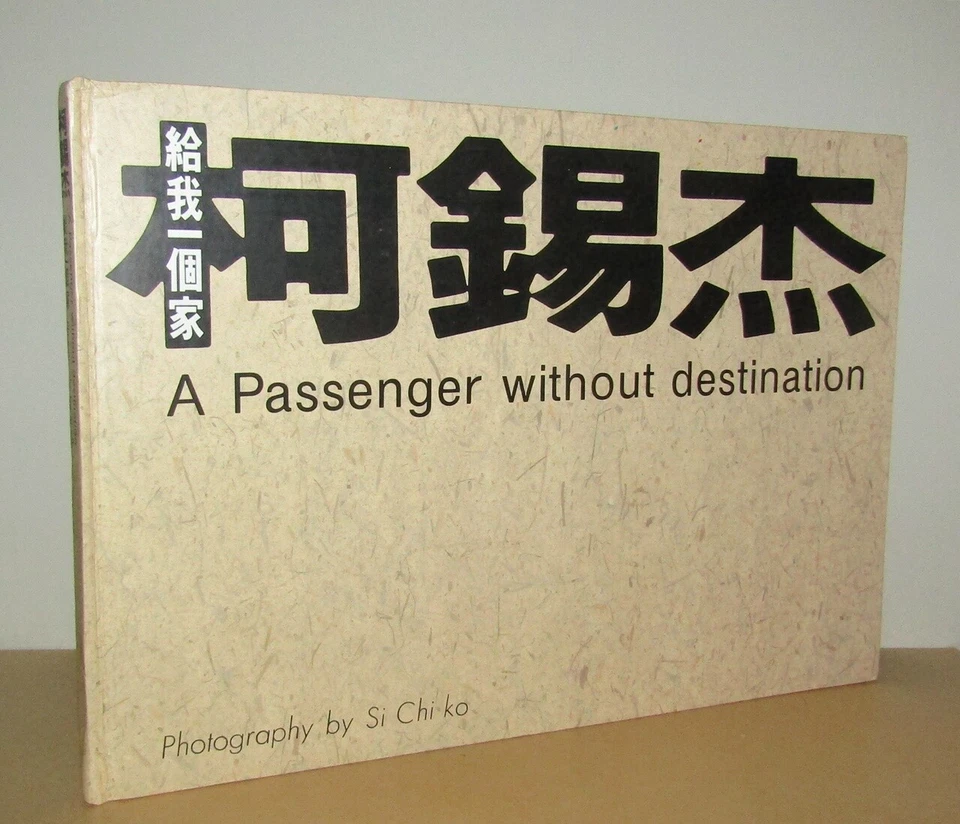 給我一個家
柯錫杰
A Passenger without destination
Photography by Si Chi ko